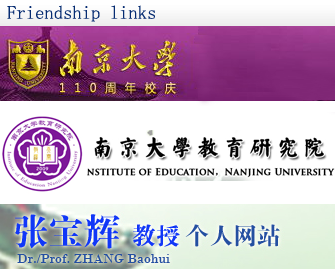 Friendship links
南京大學
110周年校庆
南京大學教育研究院
NSTITUTE OF EDUCATION, NANJING UNIVERSITY
张宝辉 教授 个人网站
Dr./Prof. ZHANG Baohui